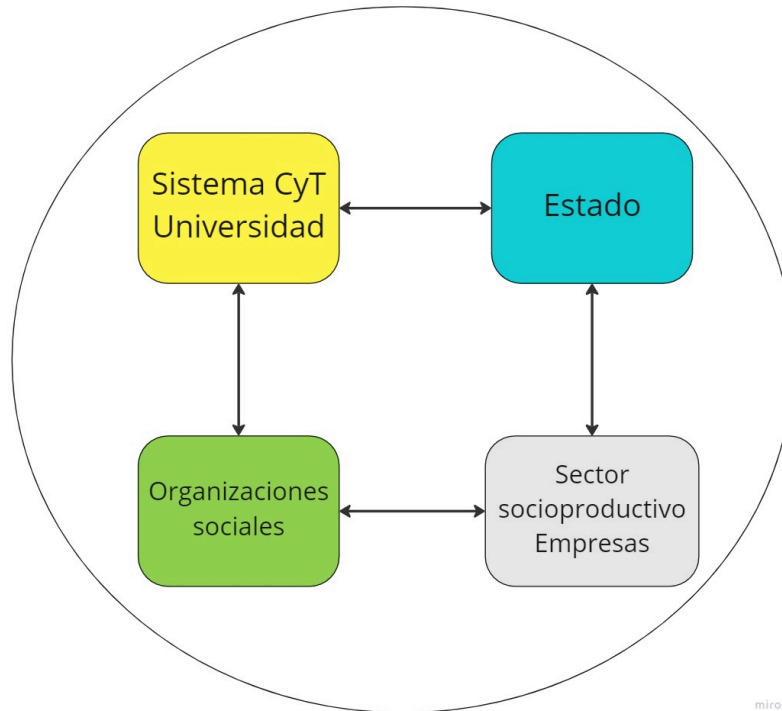 Sistema CyT
Universidad
Estado
Organizaciones
sociales
Sector
socioproductivo
Empresas
miro